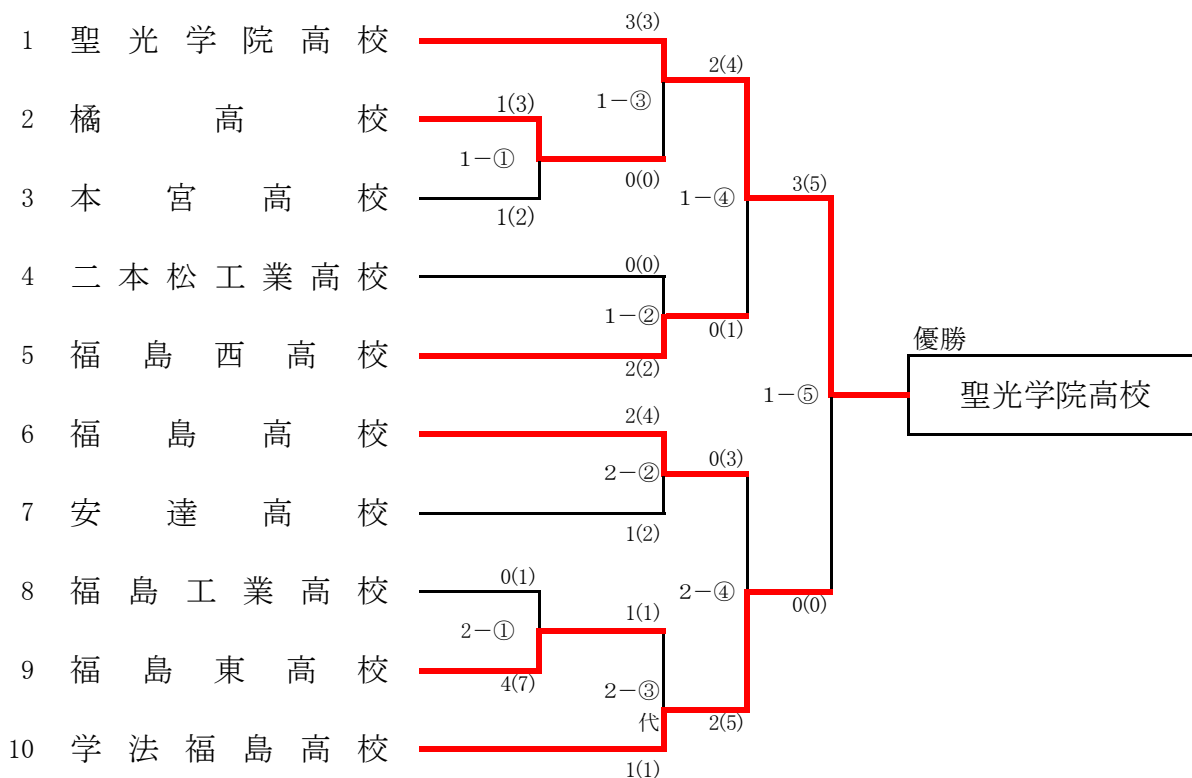 3(3)
1 聖光学院高校
2(4)
1－③
1(3)
2 橘高校
1－①
0(0)
3(5)
3 本宮高校
1－④
1(2)
0(0)
4 二本松工業高校
1－②
0(1)
優勝
5 福島西高校
2(2)
1－⑤
聖光学院高校
2(4)
6 福島高校
0(3)
2－②
7 安達高校
1(2)
0(1)
8 福島工業高校
2－④
0(0)
1(1)
2－①
9 福島東高校
4(7)
2－③
代
2(5)
10 学法福島高校
1(1)